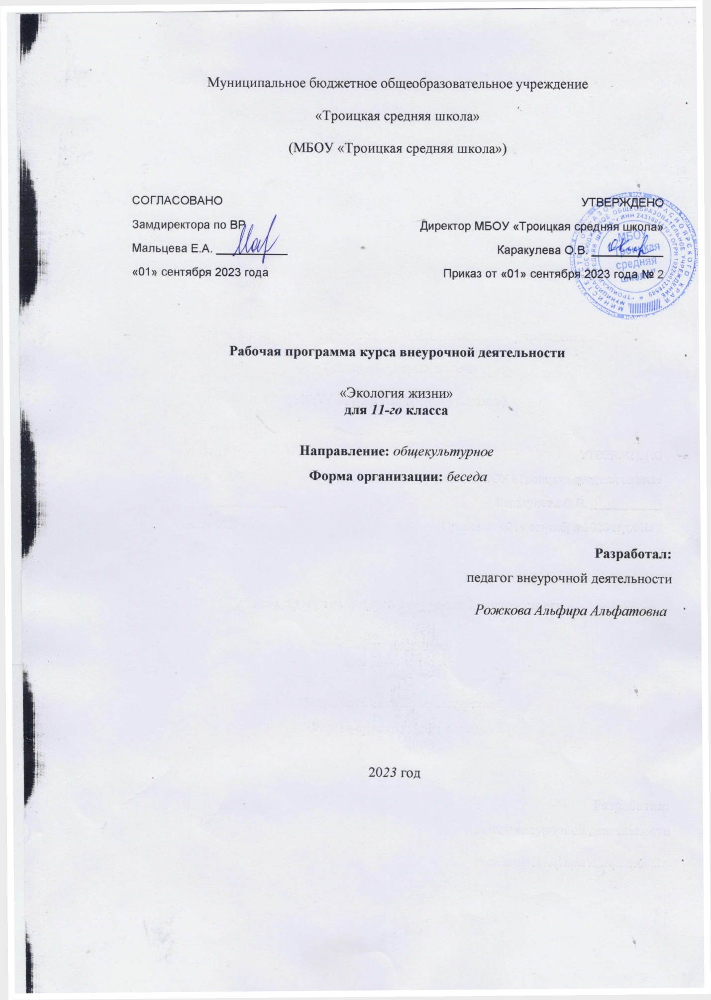 Муниципальное бюджетное общеобразовательное учреждение
«Троицкая средняя школа»
(МБОУ «Троицкая средняя школа»)
СОГЛАСОВАНО
Замдиректора по ВР
Мальцева Е.А.
«01» сентября 2023 года
УТВЕРЖДЕНО
Директор МБОУ «Троицкая средняя школа»
Каракулева О.В.
Приказ от «01» сентября 2023 года № 2
МБОУ
"Троицкая
средняя
школа"
Рабочая программа курса внеурочной деятельности
«Экология жизни»
для 11-го класса
Направление: общекультурное
Форма организации: беседа
Разработал:
педагог внеурочной деятельности
Рожкова Альфира Альфатовна
2023 год